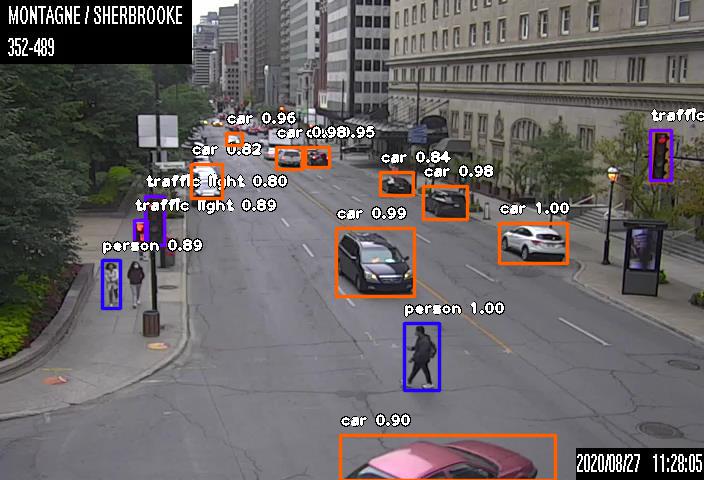 MONTAGNE / SHERBROOKE
352-489
traffic
car 0.96
car 0.98
0.95
car 0.82
car 0.84
car 0.98
traffic light 0.80
traffic light 0.89
car 0.99
car 1.00
person 0.89
person 1.00
car 0.90
2020/08/27 11:28:05